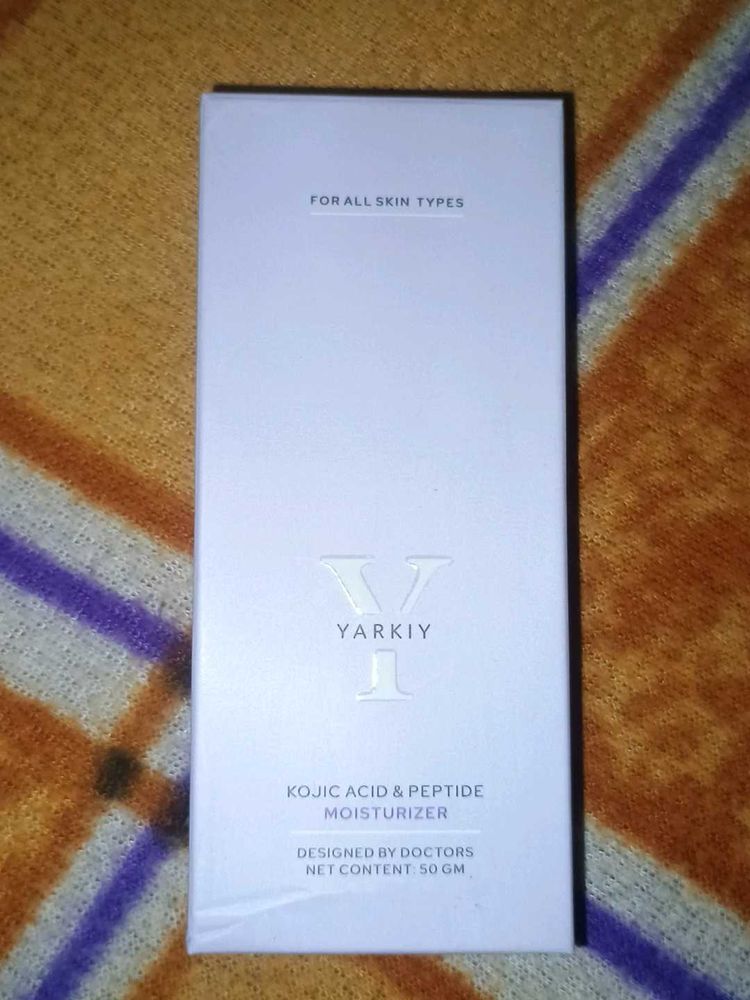 FOR ALL SKIN TYPES
Y
YARKIY
KOJIC ACID & PEPTIDE
MOISTURIZER
DESIGNED BY DOCTORS
NET CONTENT: 50 GM